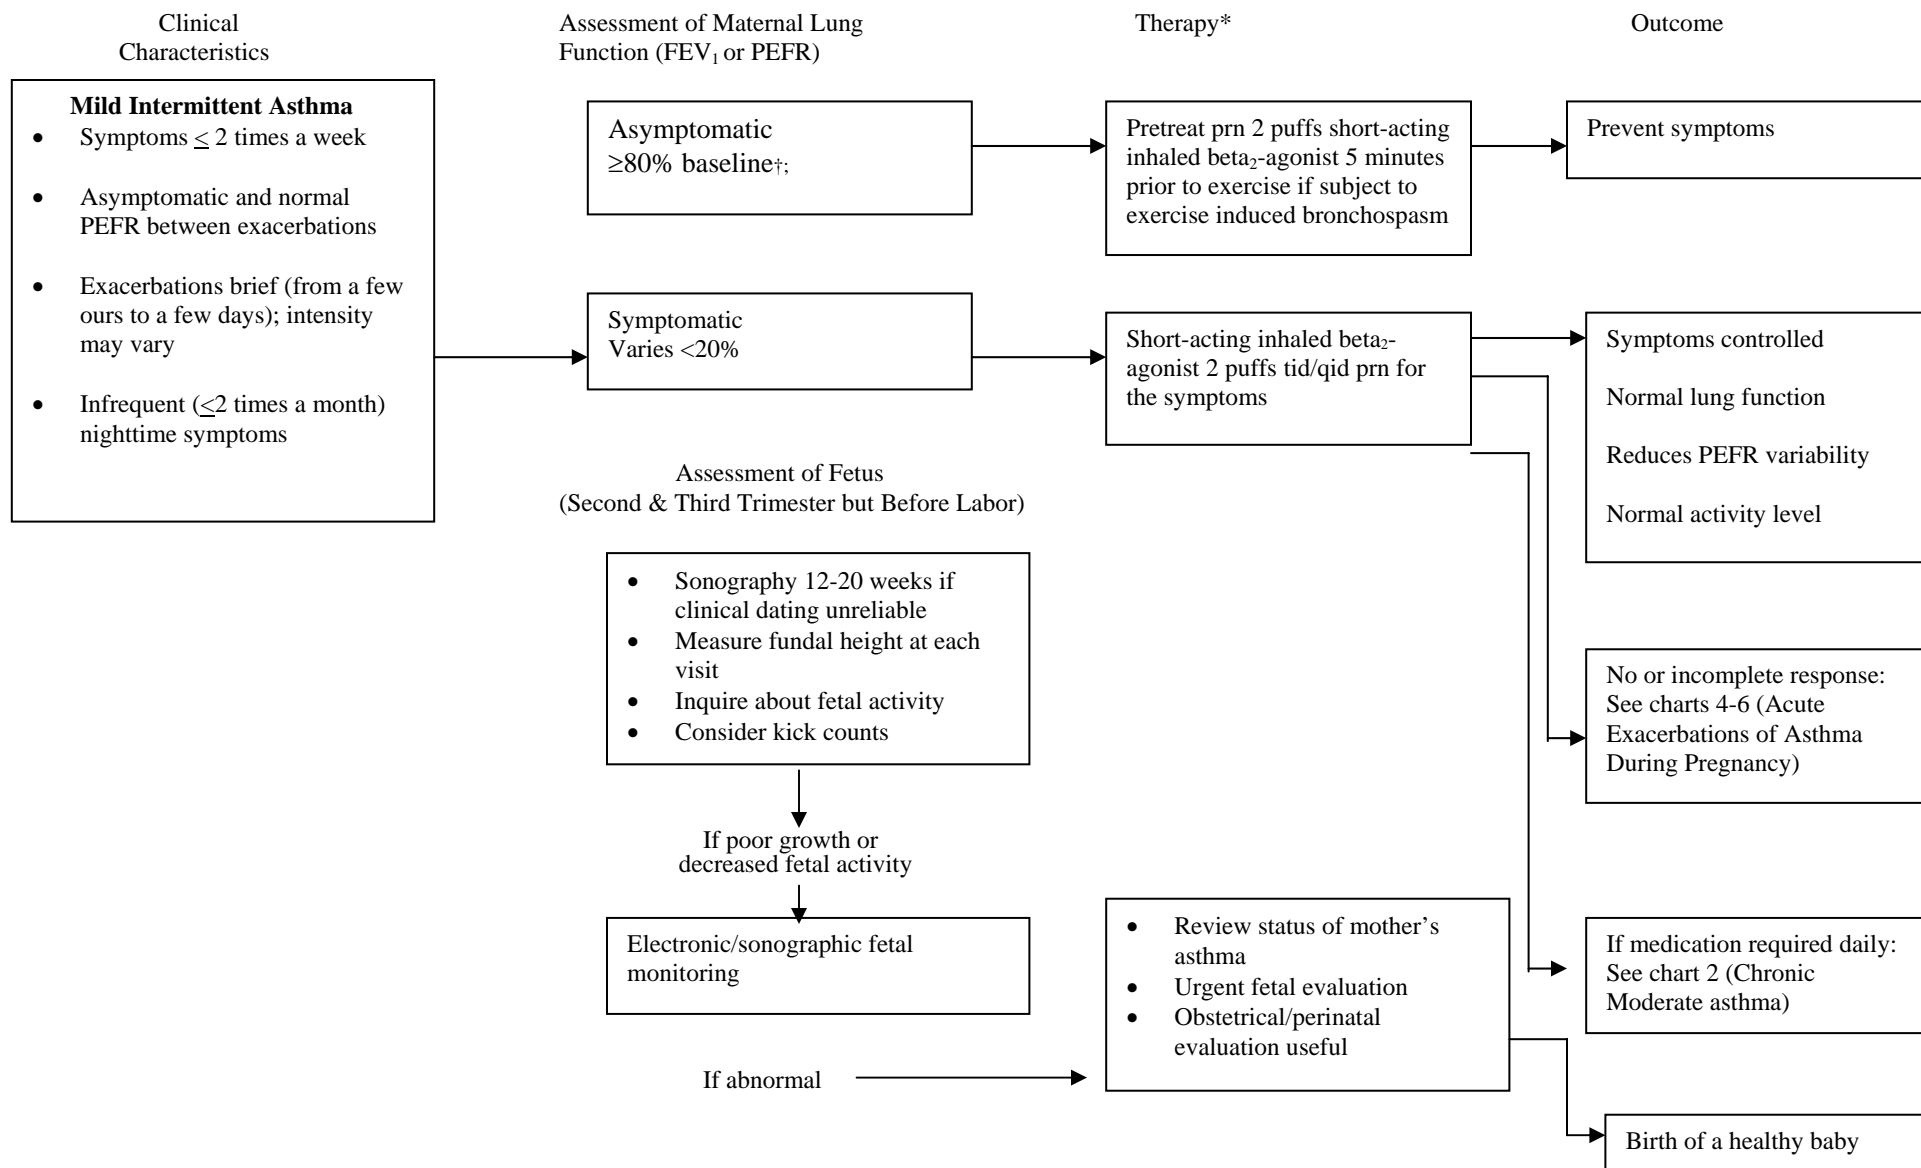 Clinical
Characteristics
Assessment of Maternal Lung
Function (FEV₁ or PEFR)
Therapy*
Outcome
Mild Intermittent Asthma
• Symptoms ≤ 2 times a week
• Asymptomatic and normal
PEFR between exacerbations
• Exacerbations brief (from a few
ours to a few days); intensity
may vary
• Infrequent (≤2 times a month)
nighttime symptoms
Asymptomatic
≥80% baseline†;
Pretreat prn 2 puffs short-acting
inhaled beta₂-agonist 5 minutes
prior to exercise if subject to
exercise induced bronchospasm
Prevent symptoms
Symptomatic
Varies <20%
Short-acting inhaled beta₂-
agonist 2 puffs tid/qid prn for
the symptoms
Symptoms controlled
Normal lung function
Reduces PEFR variability
Normal activity level
Assessment of Fetus
(Second & Third Trimester but Before Labor)
• Sonography 12-20 weeks if
clinical dating unreliable
• Measure fundal height at each
visit
• Inquire about fetal activity
• Consider kick counts
No or incomplete response:
See charts 4-6 (Acute
Exacerbations of Asthma
During Pregnancy)
If poor growth or
decreased fetal activity
Electronic/sonographic fetal
monitoring
• Review status of mother’s
asthma
• Urgent fetal evaluation
• Obstetrical/perinatal
evaluation useful
If medication required daily:
See chart 2 (Chronic
Moderate asthma)
If abnormal
Birth of a healthy baby